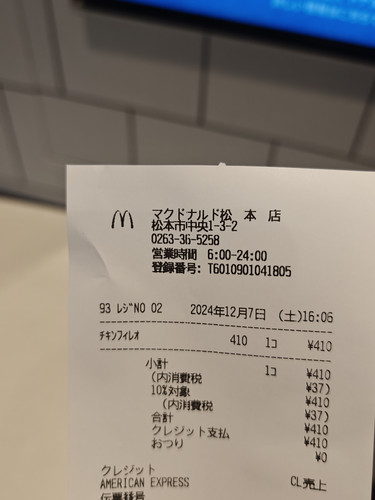 マクドナルド松 本 店
松本市中央1-3-2
0263-36-5258
営業時間 6:00-24:00
登録番号: T6010901041805
93 レジNO 02 2024年12月7日 (土)16:06
チキンフィレオ 410 1コ ¥410
小計 1コ ¥410
(内消費税 ¥37)
10%対象 ¥410
(内消費税 ¥37)
合計 ¥410
クレジット支払 ¥410
おつり ¥0
クレジット
AMERICAN EXPRESS CL売上
伝票番号